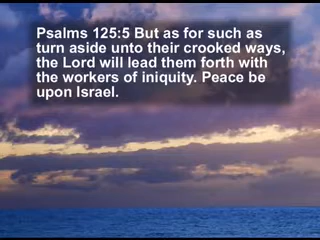 Psalms 125:5 But as for such as
turn aside unto their crooked ways,
the Lord will lead them forth with
the workers of iniquity. Peace be
upon Israel.